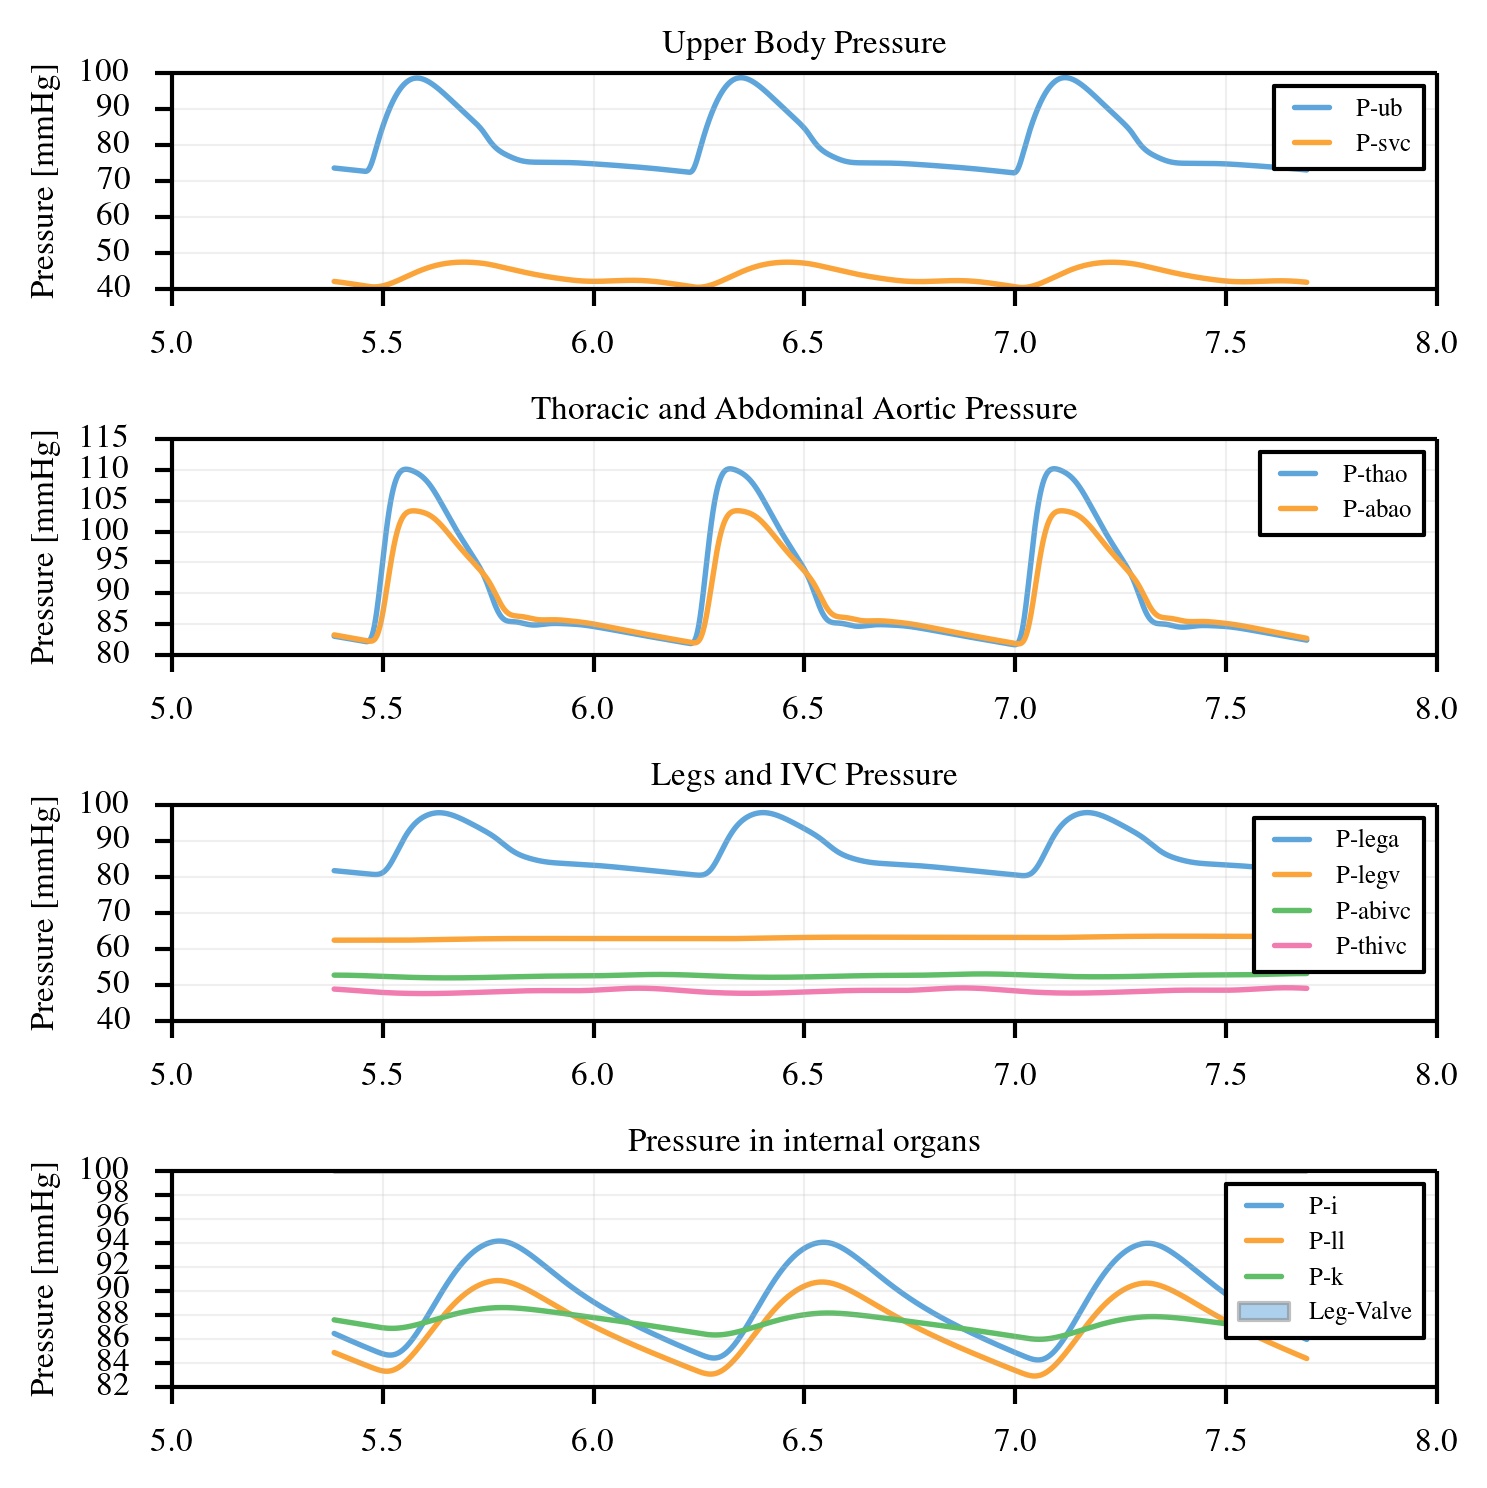 Upper Body Pressure
Pressure [mmHg]
100
90
80
70
60
50
40
P-ub
P-svc
5.0 5.5 6.0 6.5 7.0 7.5 8.0
Thoracic and Abdominal Aortic Pressure
Pressure [mmHg]
115
110
105
100
95
90
85
80
P-thao
P-abao
5.0 5.5 6.0 6.5 7.0 7.5 8.0
Legs and IVC Pressure
Pressure [mmHg]
100
90
80
70
60
50
40
P-lega
P-legv
P-abivc
P-thivc
5.0 5.5 6.0 6.5 7.0 7.5 8.0
Pressure in internal organs
Pressure [mmHg]
100
98
96
94
92
90
88
86
84
82
P-i
P-ll
P-k
Leg-Valve
5.0 5.5 6.0 6.5 7.0 7.5 8.0